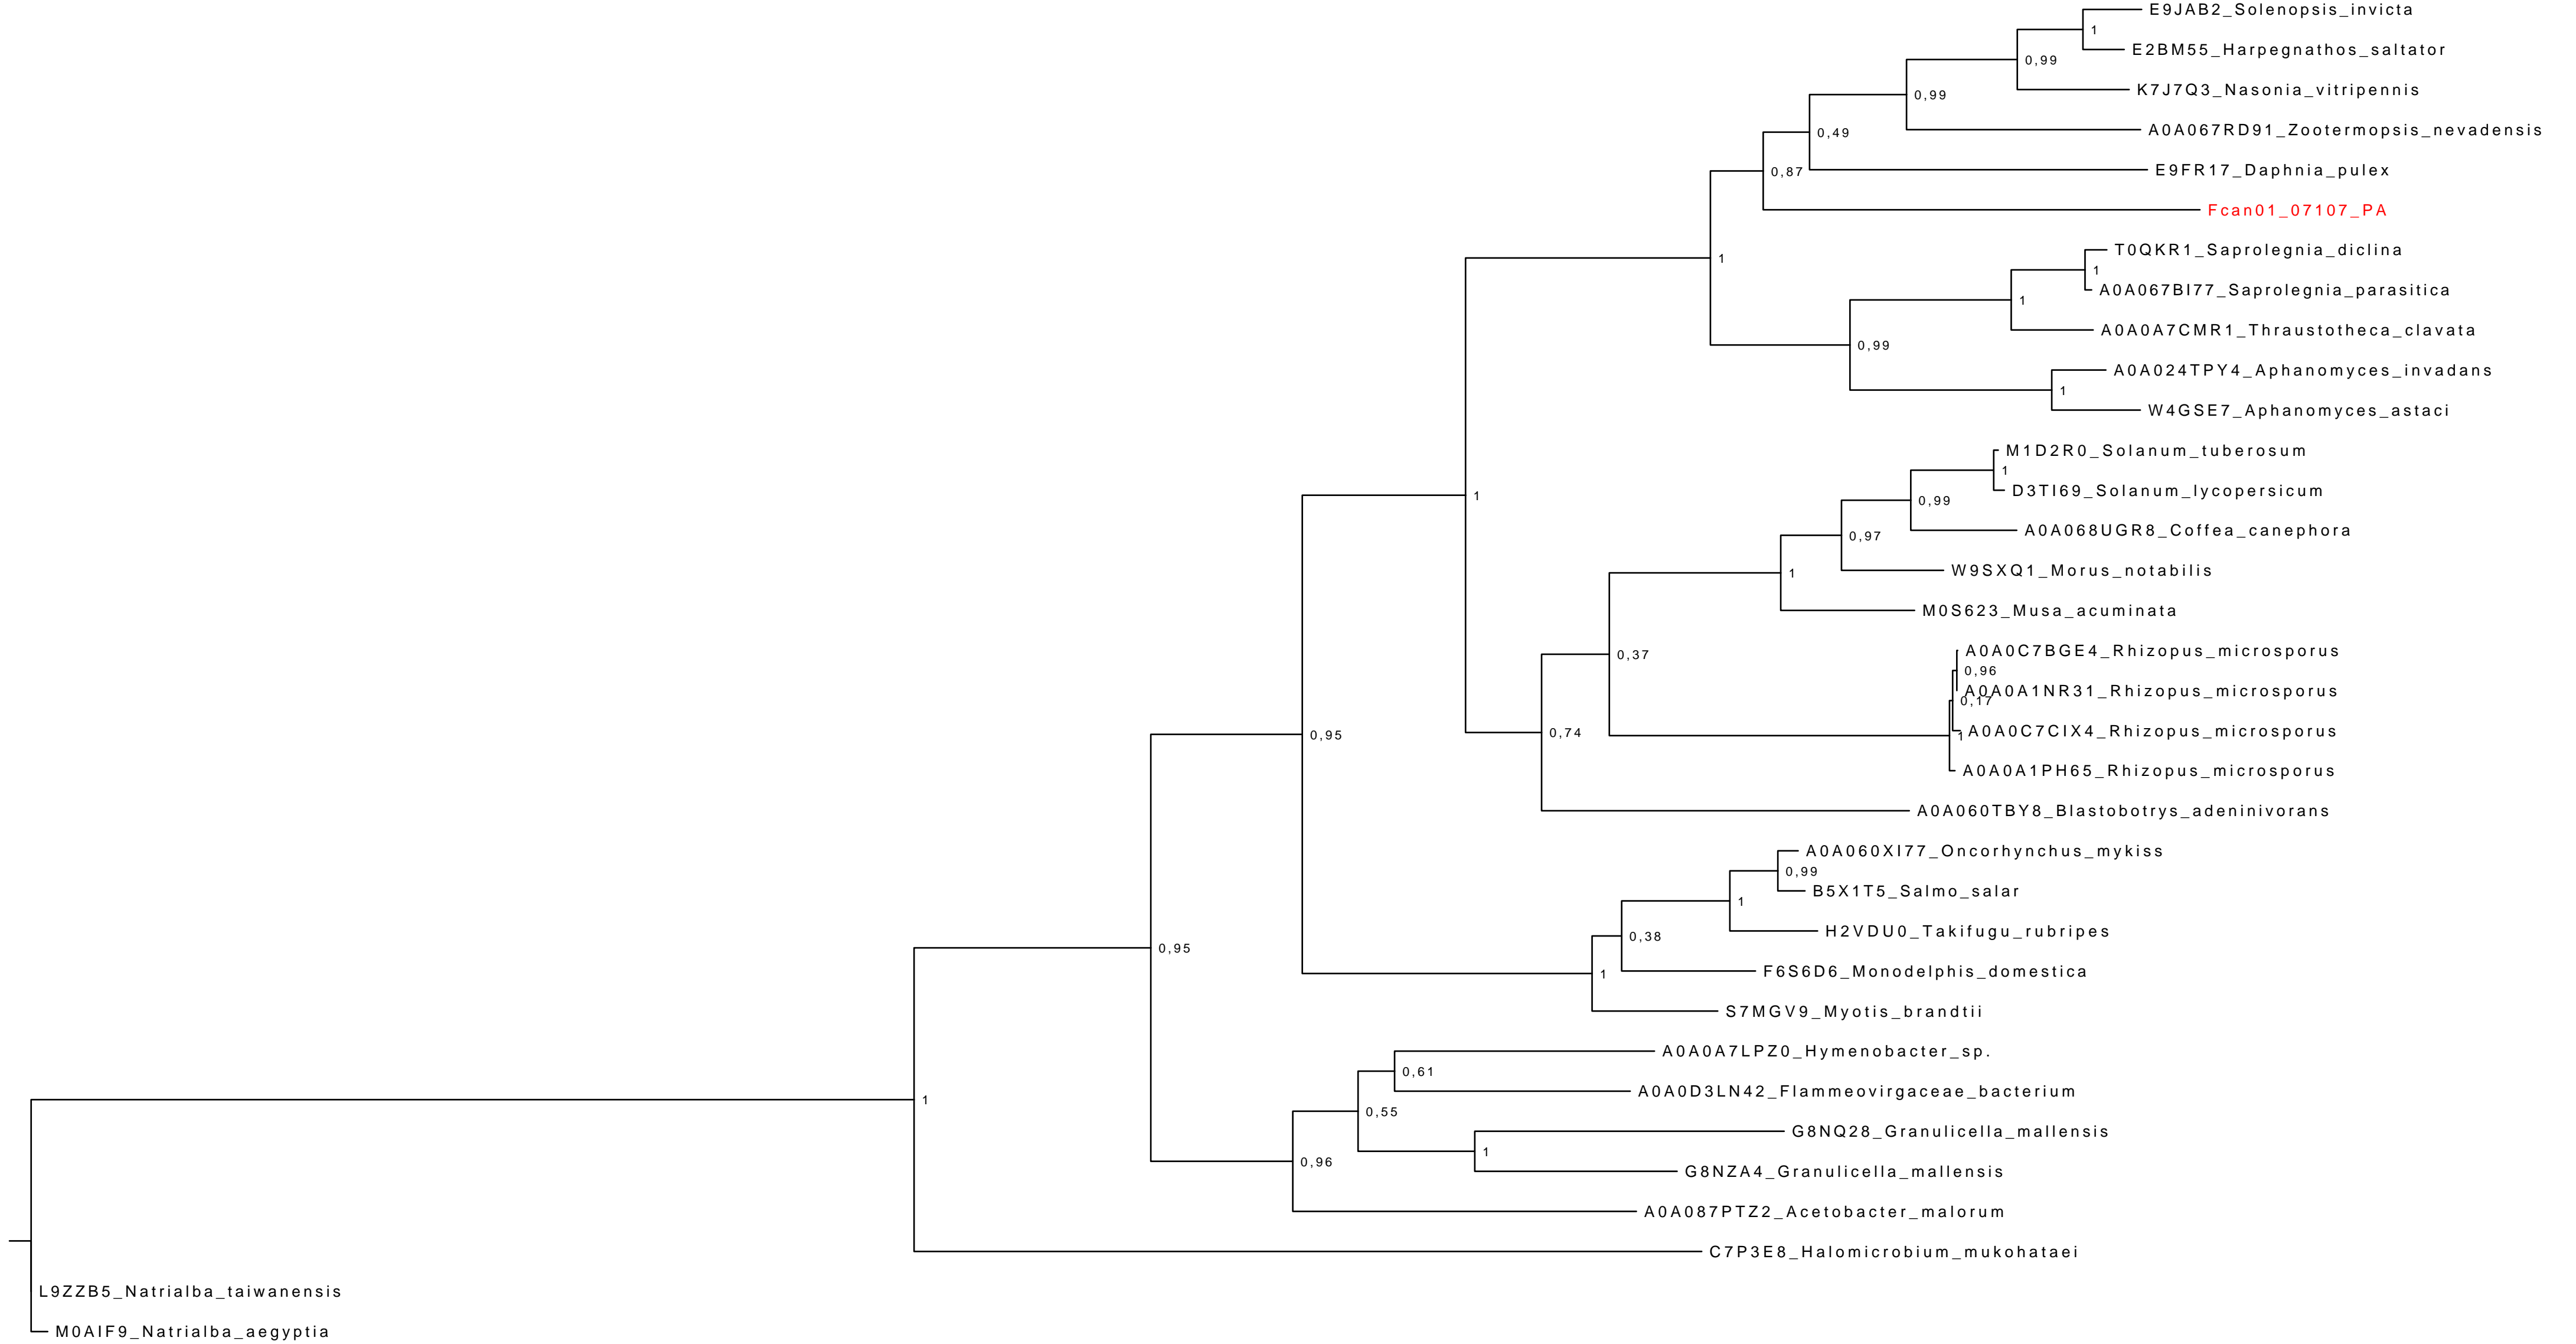 E9JAB2_Solenopsis_invicta
1
E2BM55_Harpegnathos_saltator
0,99
K7J7Q3_Nasonia_vitripennis
0,99
A0A067RD91_Zootermopsis_nevadensis
0,49
E9FR17_Daphnia_pulex
0,87
Fcan01_07107_PA
T0QKR1_Saprolegnia_diclina
1
1
A0A067BI77_Saprolegnia_parasitica
1
A0A0A7CMR1_Thraustotheca_clavata
0,99
A0A024TPY4_Aphanomyces_invadans
1
W4GSE7_Aphanomyces_astaci
M1D2R0_Solanum_tuberosum
1
D3TI69_Solanum_lycopersicum
1
0,99
A0A068UGR8_Coffea_canephora
0,97
W9SXQ1_Morus_notabilis
1
M0S623_Musa_acuminata
A0A0C7BGE4_Rhizopus_microsporus
0,37
0,96
A0A0A1NR31_Rhizopus_microsporus
0,17
A0A0C7CIX4_Rhizopus_microsporus
0,74
0,95
1
A0A0A1PH65_Rhizopus_microsporus
A0A060TBY8_Blastobotrys_adeninivorans
A0A060XI77_Oncorhynchus_mykiss
0,99
B5X1T5_Salmo_salar
1
H2VDU0_Takifugu_rubripes
0,38
0,95
F6S6D6_Monodelphis_domestica
1
S7MGV9_Myotis_brandtii
A0A0A7LPZ0_Hymenobacter_sp.
0,61
A0A0D3LN42_Flammeovirgaceae_bacterium
1
0,55
G8NQ28_Granulicella_mallensis
1
0,96
G8NZA4_Granulicella_mallensis
A0A087PTZ2_Acetobacter_malorum
C7P3E8_Halomicrobium_mukohataei
L9ZZB5_Natrialba_taiwanensis
M0AIF9_Natrialba_aegyptia